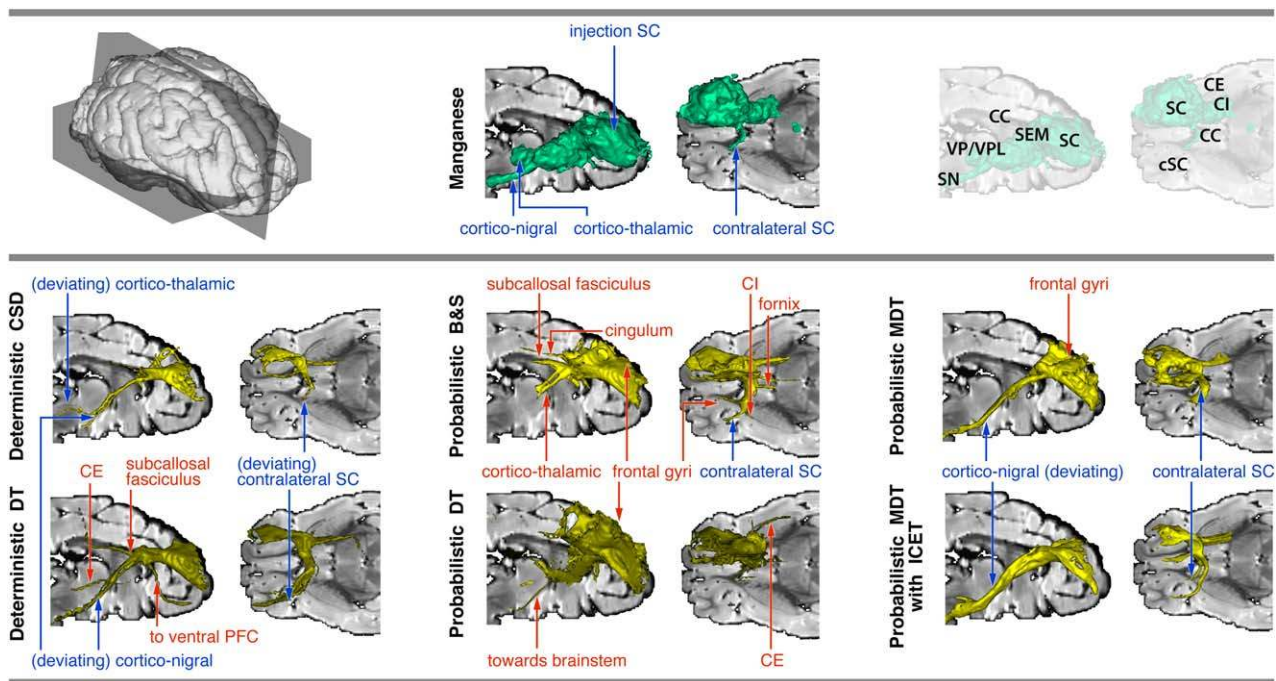 injection SC
Manganese
cortico-nigral
cortico-thalamic
contralateral SC
CC
SEM
SC
VP/VPL
SN
CE
SC
CI
CC
cSC
(deviating) cortico-thalamic
Deterministic CSD
subcallosal fasciculus
cingulum
CI
fornix
Probabilistic B&S
frontal gyri
Probabilistic MDT
CE
subcallosal
fasciculus
(deviating)
contralateral SC
cortico-thalamic
frontal gyri
contralateral SC
cortico-nigral (deviating)
contralateral SC
Deterministic DT
to ventral PFC
(deviating) cortico-nigral
Probabilistic DT
towards brainstem
CE
Probabilistic MDT
with ICET